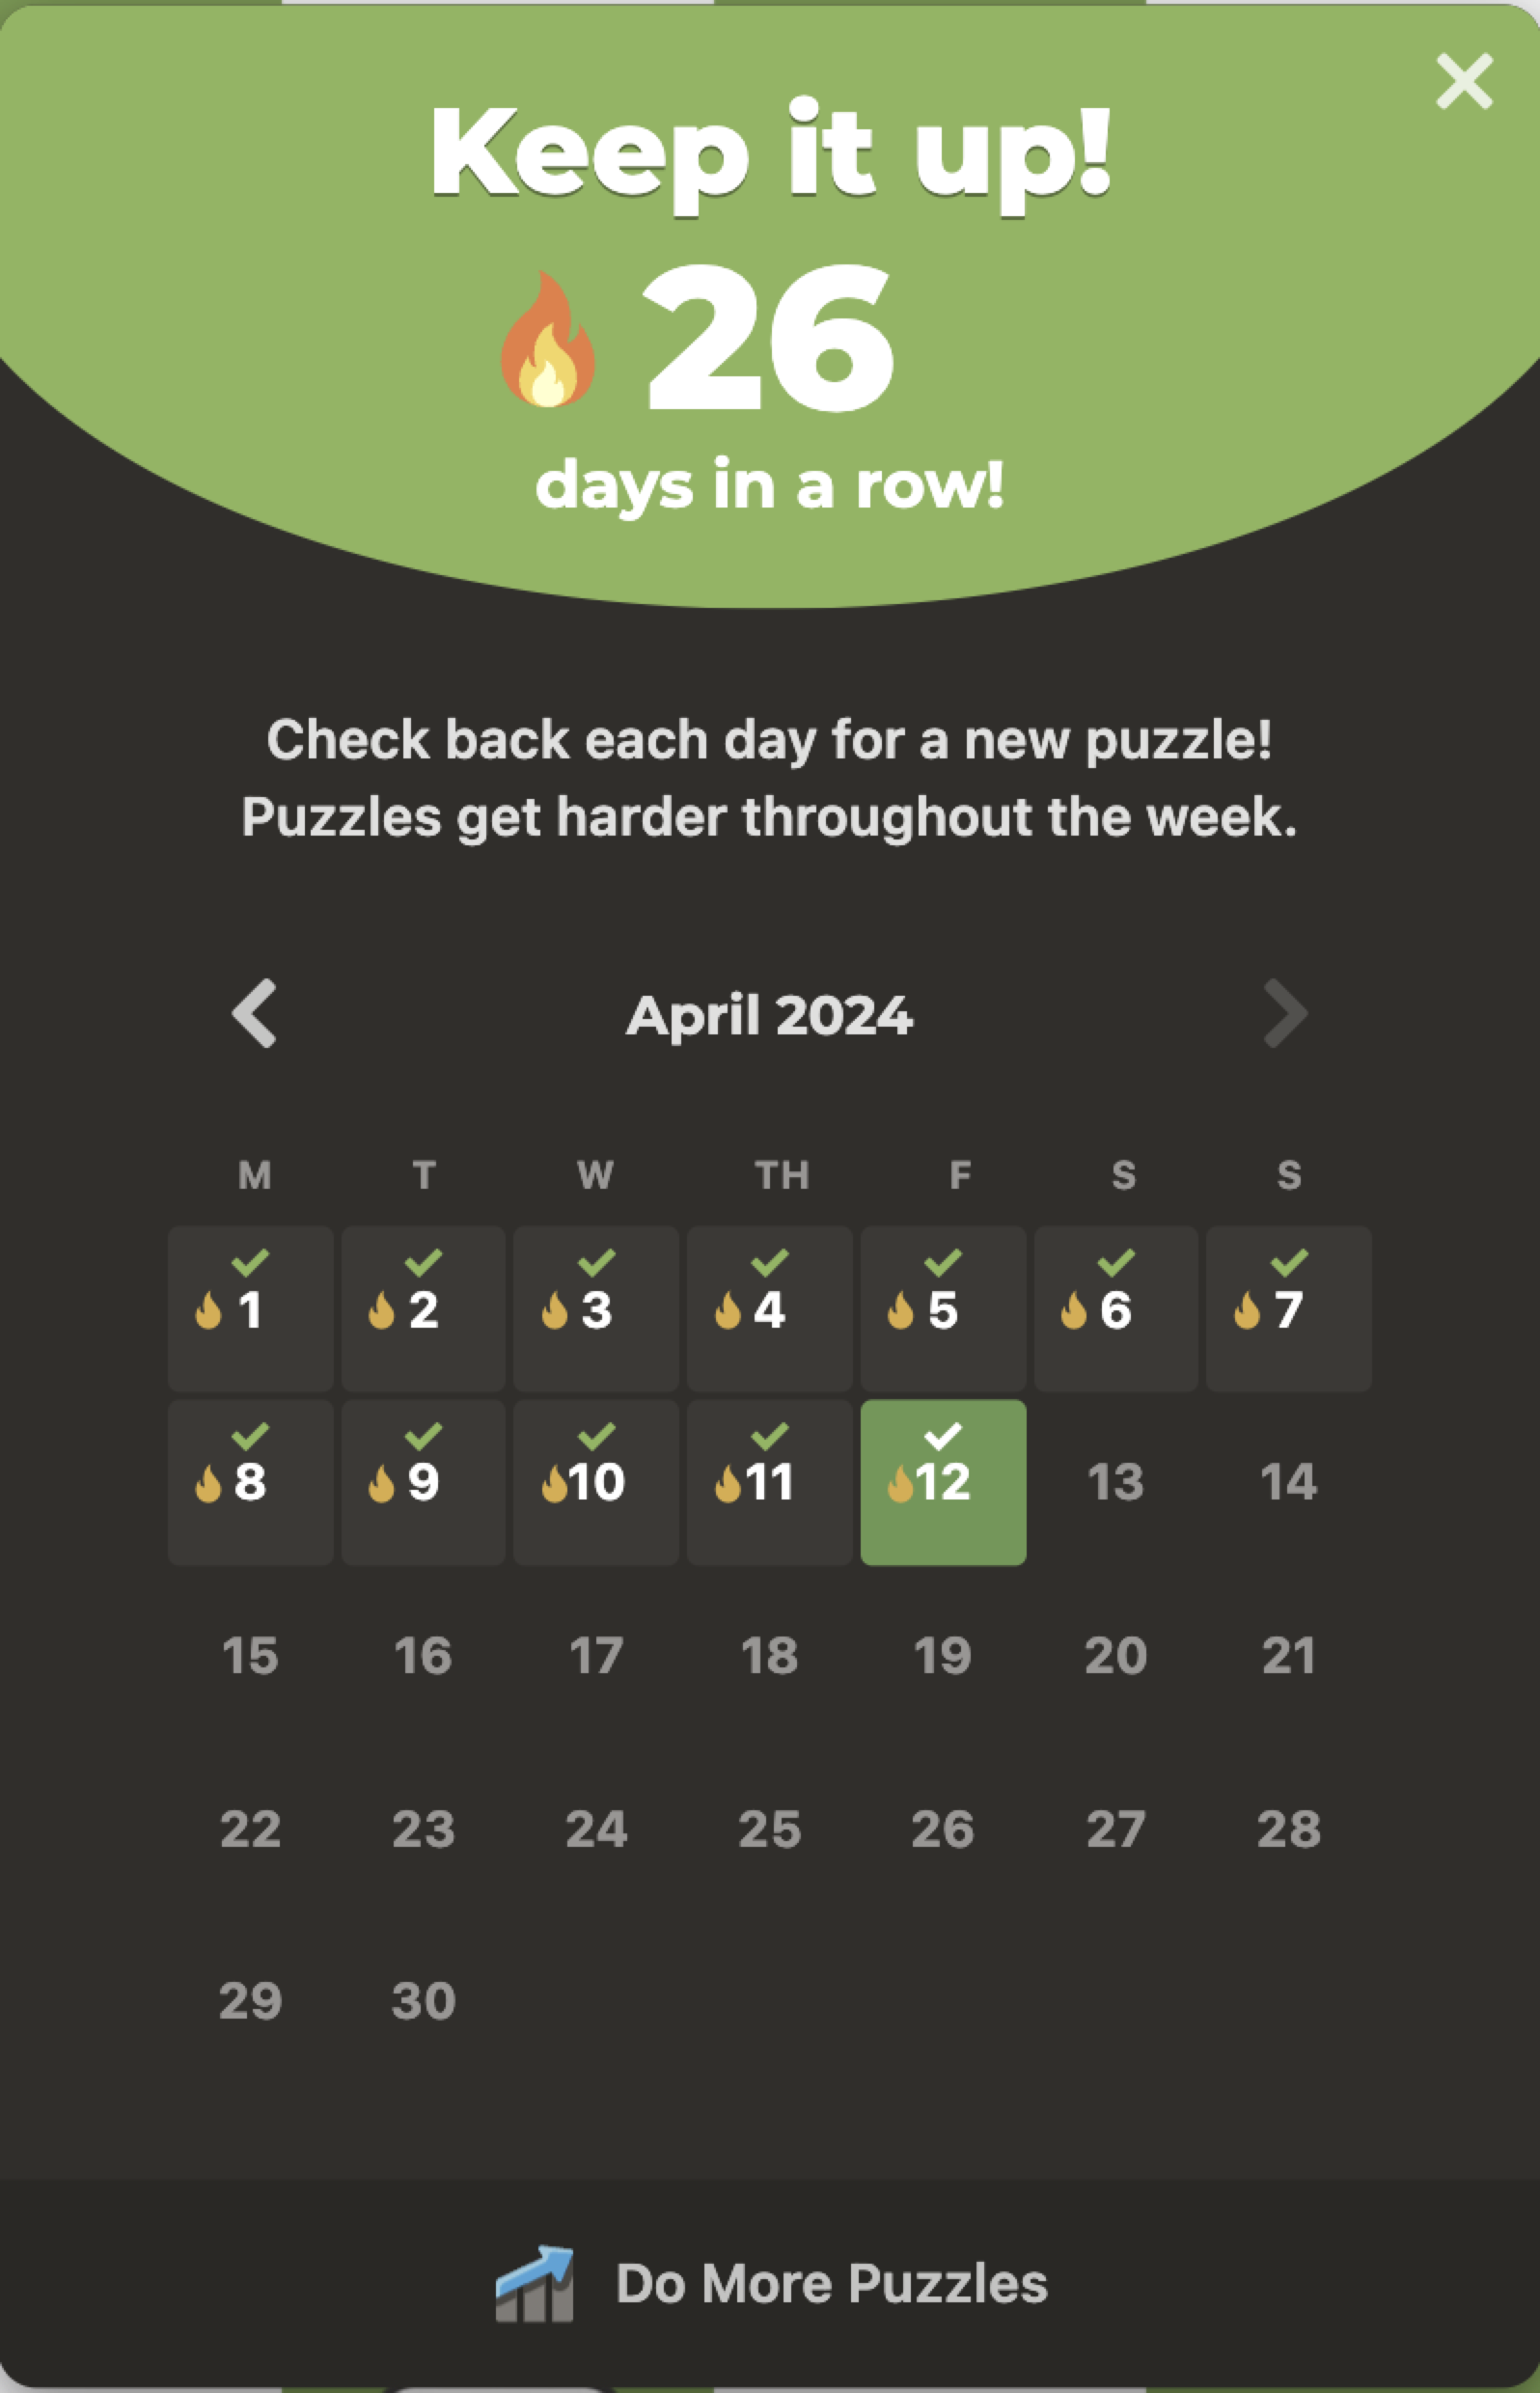 Keep it up!
26
days in a row!
Check back each day for a new puzzle!
Puzzles get harder throughout the week.
April 2024
M T W TH F S S
1 2 3 4 5 6 7
8 9 10 11 12 13 14
15 16 17 18 19 20 21
22 23 24 25 26 27 28
29 30
Do More Puzzles